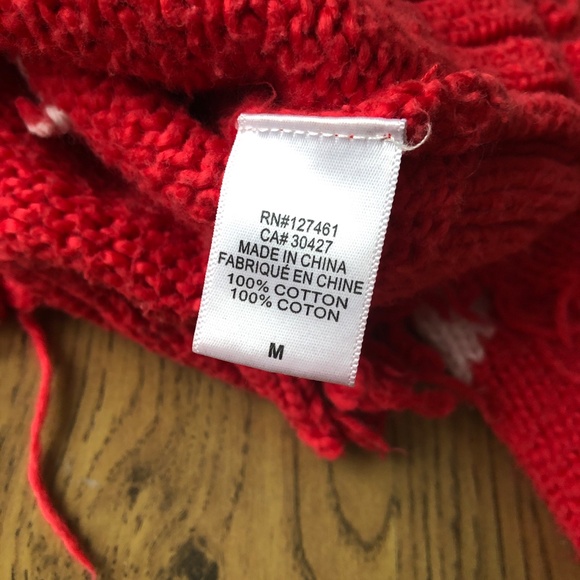 RN#127461
CA# 30427
MADE IN CHINA
FABRIQUÉ EN CHINE
100% COTTON
100% COTON
M